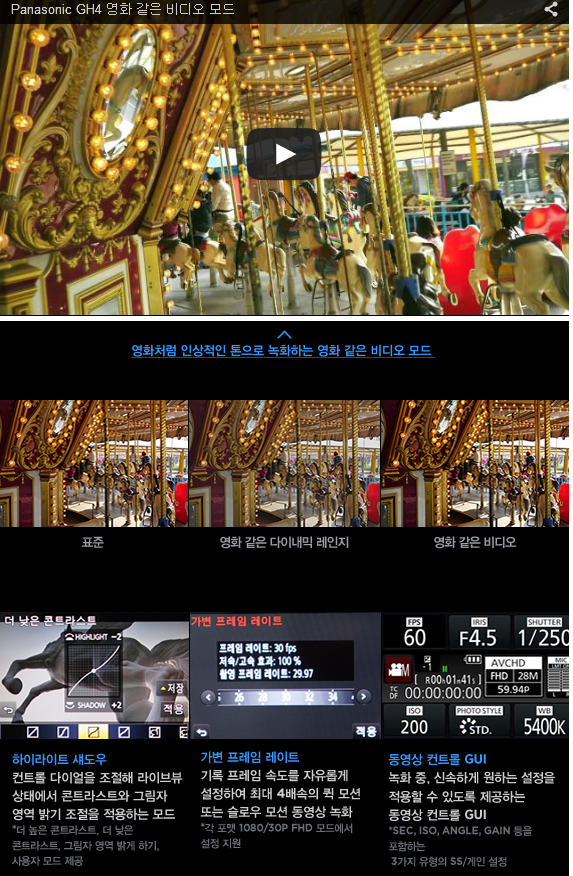 Panasonic GH4 영화 같은 비디오 모드
영화처럼 인상적인 톤으로 녹화하는 영화 같은 비디오 모드
표준
영화 같은 다이내믹 레인지
영화 같은 비디오
더 낮은 콘트라스트
HIGHLIGHT -2
SHADOW +2
저장
적용
가변 프레임 레이트
프레임 레이트: 30 fps
저속/고속 효과: 100 %
촬영 프레임 레이트: 29.97
26 28 30 32 34
적용
FPS
60
IRIS
F4.5
SHUTTER
1/250
AVCHD
FHD 28M
59.94P
MIC
R00h01m41s
TC
DF
00:00:00:00
ISO
200
PHOTO STYLE
STD.
WB
5400K
하이라이트 섀도우
컨트롤 다이얼을 조절해 라이브뷰
상태에서 콘트라스트와 그림자
영역 밝기 조절을 적용하는 모드
*더 높은 콘트라스트, 더 낮은
콘트라스트, 그림자 영역 밝게 하기,
사용자 모드 제공
가변 프레임 레이트
기록 프레임 속도를 자유롭게
설정하여 최대 4배속의 퀵 모션
또는 슬로우 모션 동영상 녹화
*각 포맷 1080/30P FHD 모드에서
설정 지원
동영상 컨트롤 GUI
녹화 중, 신속하게 원하는 설정을
적용할 수 있도록 제공하는
동영상 컨트롤 GUI
*SEC, ISO, ANGLE, GAIN 등을
포함하는
3가지 유형의 SS/게인 설정